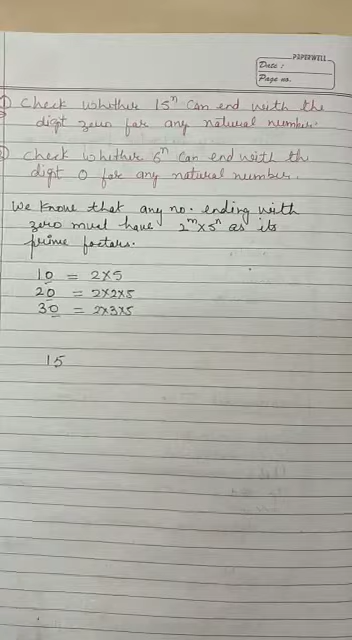 PAPERWELL
Date :
Page no.
① Check whether 15ⁿ can end with the
digit zero for any natural number.
Check whether 6ⁿ can end with th
digit 0 for any natural number.
We know that any no. ending with
zero must have 2ᵐ×5ⁿ as its
prime factors.
10 = 2×5
20 = 2×2×5
30 = 2×3×5
15